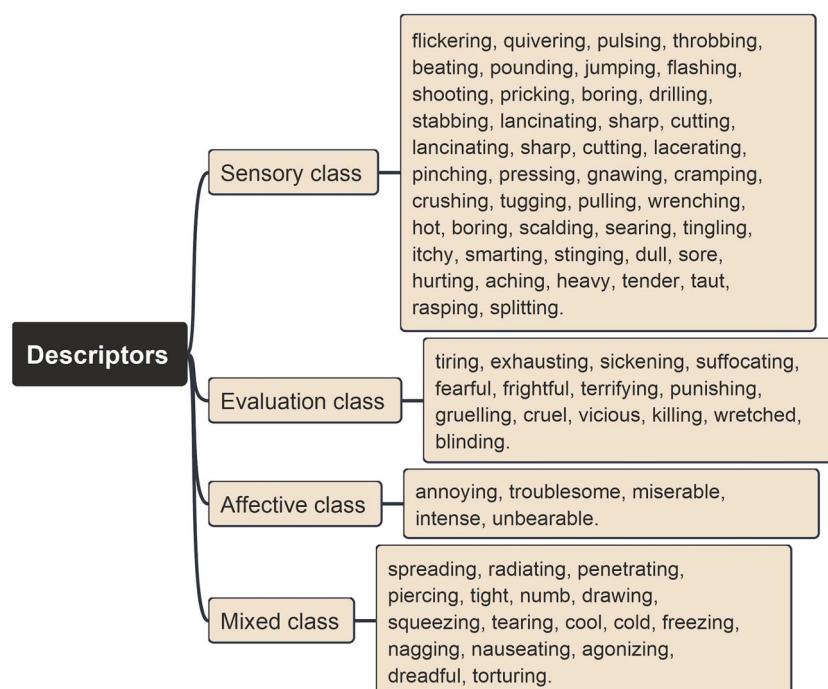 Descriptors
Sensory class
flickering, quivering, pulsing, throbbing,
beating, pounding, jumping, flashing,
shooting, pricking, boring, drilling,
stabbing, lancinating, sharp, cutting,
lancinating, sharp, cutting, lacerating,
pinching, pressing, gnawing, cramping,
crushing, tugging, pulling, wrenching,
hot, boring, scalding, searing, tingling,
itchy, smarting, stinging, dull, sore,
hurting, aching, heavy, tender, taut,
rasping, splitting.
Evaluation class
tiring, exhausting, sickening, suffocating,
fearful, frightful, terrifying, punishing,
gruelling, cruel, vicious, killing, wretched,
blinding.
Affective class
annoying, troublesome, miserable,
intense, unbearable.
Mixed class
spreading, radiating, penetrating,
piercing, tight, numb, drawing,
squeezing, tearing, cool, cold, freezing,
nagging, nauseating, agonizing,
dreadful, torturing.